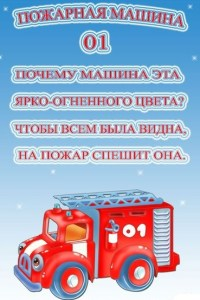 ПОЖАРНАЯ МАШИНА
01
ПОЧЕМУ МАШИНА ЭТА
ЯРКО-ОГНЕННОГО ЦВЕТА?
ЧТОБЫ ВСЕМ БЫЛА ВИДНА,
НА ПОЖАР СПЕШИТ ОНА.
01